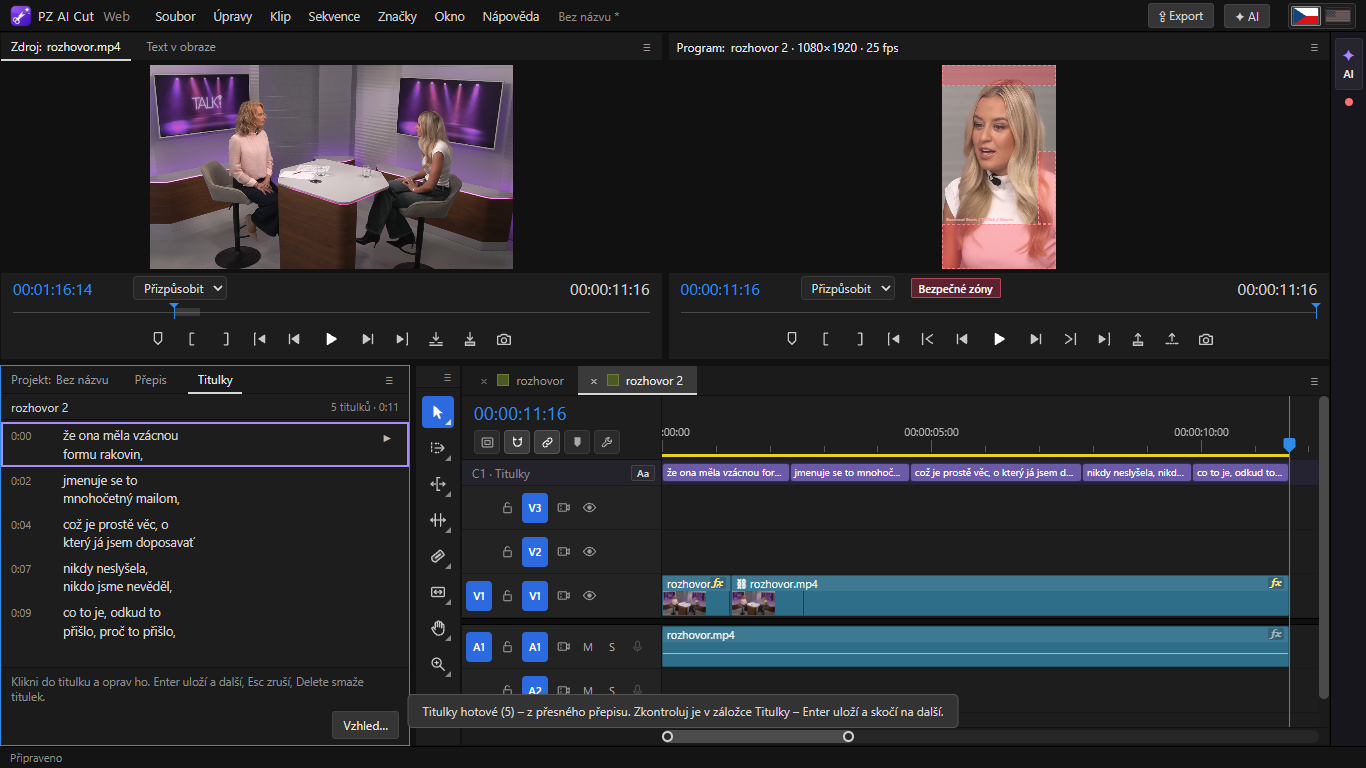 PZ AI Cut Web Soubor Úpravy Klip Sekvence Značky Okno Nápověda Bez názvu * Export AI
Zdroj: rozhovor.mp4 Text v obraze
Program: rozhovor 2 · 1080×1920 · 25 fps
AI
TALK
00:01:16:14 Přizpůsobit 00:00:11:16
00:00:11:16 Přizpůsobit Bezpečné zóny 00:00:11:16
Projekt: Bez názvu Přepis Titulky
rozhovor 2 5 titulků · 0:11
0:00 že ona měla vzácnou
formu rakovin,
0:02 jmenuje se to
mnohočetný mailom,
0:04 což je prostě věc, o
který já jsem doposavať
0:07 nikdy neslyšela,
nikdo jsme nevěděl,
0:09 co to je, odkud to
přišlo, proč to přišlo,
Klikni do titulku a oprav ho. Enter uloží a další, Esc zruší, Delete smaže
titulek.
Vzhled...
× rozhovor × rozhovor 2
00:00:11:16
:00:00 00:00:05:00 00:00:10:00
C1 · Titulky Aa
že ona měla vzácnou for... jmenuje se to mnohoč... což je prostě věc, o který já jsem d... nikdy neslyšela, nikd... co to je, odkud to...
V3
V2
V1 V1 rozhovor fx rozhovor.mp4 fx
A1 A1 M S rozhovor.mp4 fx
A2 M S
Titulky hotové (5) – z přesného přepisu. Zkontroluj je v záložce Titulky – Enter uloží a skočí na další.
Připraveno